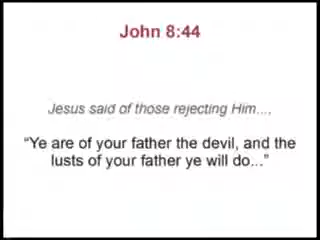 John 8:44
Jesus said of those rejecting Him....
“Ye are of your father the devil, and the
lusts of your father ye will do...”